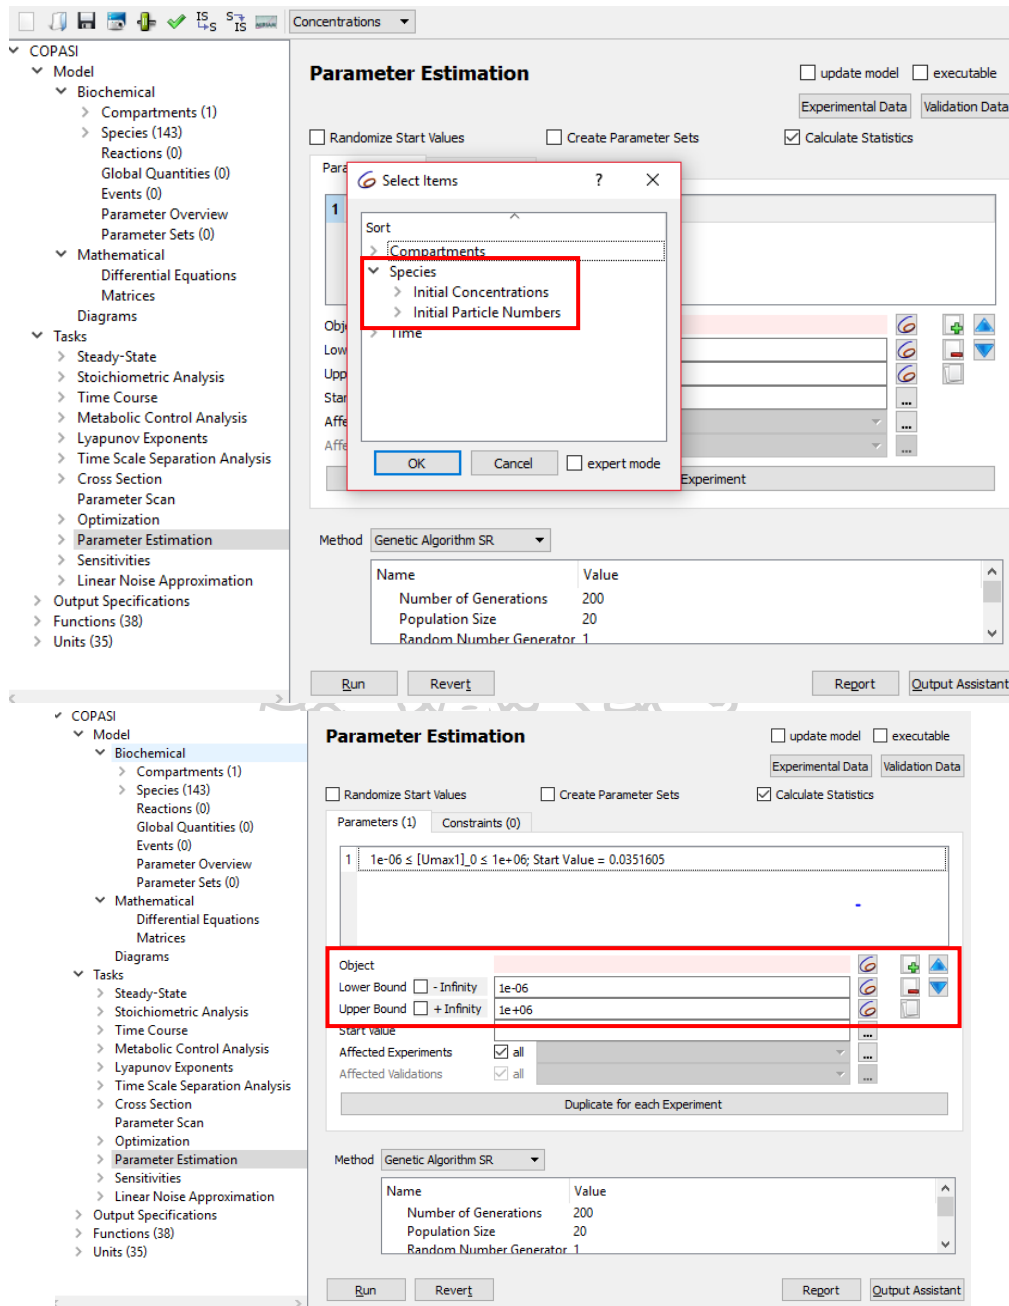 IS S Concentrations
S IS
COPASI
Model
Biochemical
Compartments (1)
Species (143)
Reactions (0)
Global Quantities (0)
Events (0)
Parameter Overview
Parameter Sets (0)
Mathematical
Differential Equations
Matrices
Diagrams
Tasks
Steady-State
Stoichiometric Analysis
Time Course
Metabolic Control Analysis
Lyapunov Exponents
Time Scale Separation Analysis
Cross Section
Parameter Scan
Optimization
Parameter Estimation
Sensitivities
Linear Noise Approximation
Output Specifications
Functions (38)
Units (35)
Parameter Estimation
update model executable
Experimental Data Validation Data
Randomize Start Values Create Parameter Sets Calculate Statistics
Para
1
Select Items ? X
Sort
Compartments
Species
Initial Concentrations
Initial Particle Numbers
Time
OK Cancel expert mode
Obje
Low
Upp
Star
...
Affe
...
Affe
...
Experiment
Method Genetic Algorithm SR
Name Value
Number of Generations 200
Population Size 20
Random Number Generator 1
Run Revert Report Output Assistant
COPASI
Model
Biochemical
Compartments (1)
Species (143)
Reactions (0)
Global Quantities (0)
Events (0)
Parameter Overview
Parameter Sets (0)
Mathematical
Differential Equations
Matrices
Diagrams
Tasks
Steady-State
Stoichiometric Analysis
Time Course
Metabolic Control Analysis
Lyapunov Exponents
Time Scale Separation Analysis
Cross Section
Parameter Scan
Optimization
Parameter Estimation
Sensitivities
Linear Noise Approximation
Output Specifications
Functions (38)
Units (35)
Parameter Estimation
update model executable
Experimental Data Validation Data
Randomize Start Values Create Parameter Sets Calculate Statistics
Parameters (1) Constraints (0)
1 1e-06 ≤ [Umax1]_0 ≤ 1e+06; Start Value = 0.0351605
Object
Lower Bound - Infinity 1e-06
Upper Bound + Infinity 1e+06
Start Value ...
Affected Experiments all ...
Affected Validations all ...
Duplicate for each Experiment
Method Genetic Algorithm SR
Name Value
Number of Generations 200
Population Size 20
Random Number Generator 1
Run Revert Report Output Assistant